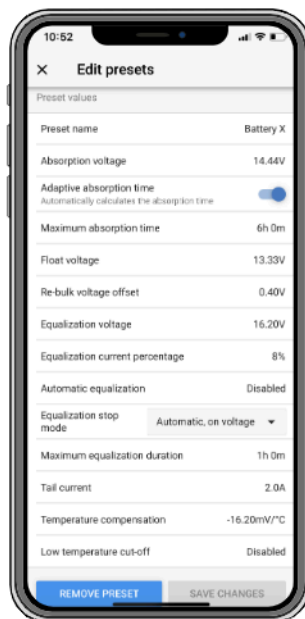 10:52
× Edit presets
Preset values
Preset name Battery X
Absorption voltage 14.44V
Adaptive absorption time
Automatically calculates the absorption time
Maximum absorption time 6h 0m
Float voltage 13.33V
Re-bulk voltage offset 0.40V
Equalization voltage 16.20V
Equalization current percentage 8%
Automatic equalization Disabled
Equalization stop
mode Automatic, on voltage
Maximum equalization duration 1h 0m
Tail current 2.0A
Temperature compensation -16.20mV/°C
Low temperature cut-off Disabled
REMOVE PRESET SAVE CHANGES